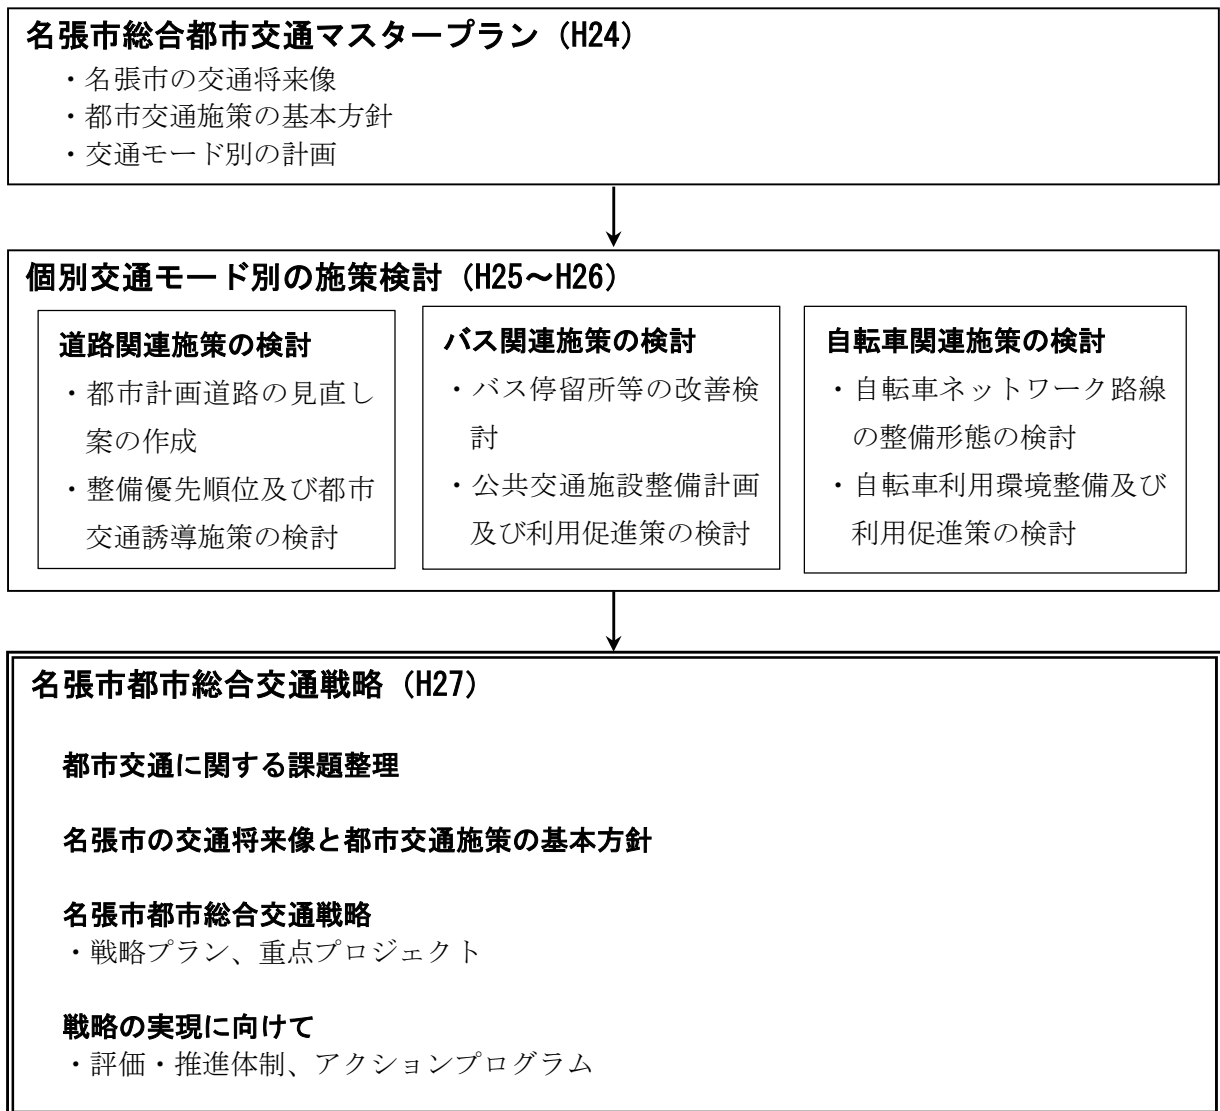 名張市総合都市交通マスタープラン（H24）
・名張市の交通将来像
・都市交通施策の基本方針
・交通モード別の計画
個別交通モード別の施策検討（H25～H26）
道路関連施策の検討
・都市計画道路の見直し
案の作成
・整備優先順位及び都市
交通誘導施策の検討
バス関連施策の検討
・バス停留所等の改善検
討
・公共交通施設整備計画
及び利用促進策の検討
自転車関連施策の検討
・自転車ネットワーク路線
の整備形態の検討
・自転車利用環境整備及び
利用促進策の検討
名張市都市総合交通戦略（H27）
都市交通に関する課題整理
名張市の交通将来像と都市交通施策の基本方針
名張市都市総合交通戦略
・戦略プラン、重点プロジェクト
戦略の実現に向けて
・評価・推進体制、アクションプログラム